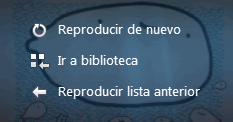 Reproducir de nuevo
Ir a biblioteca
Reproducir lista anterior